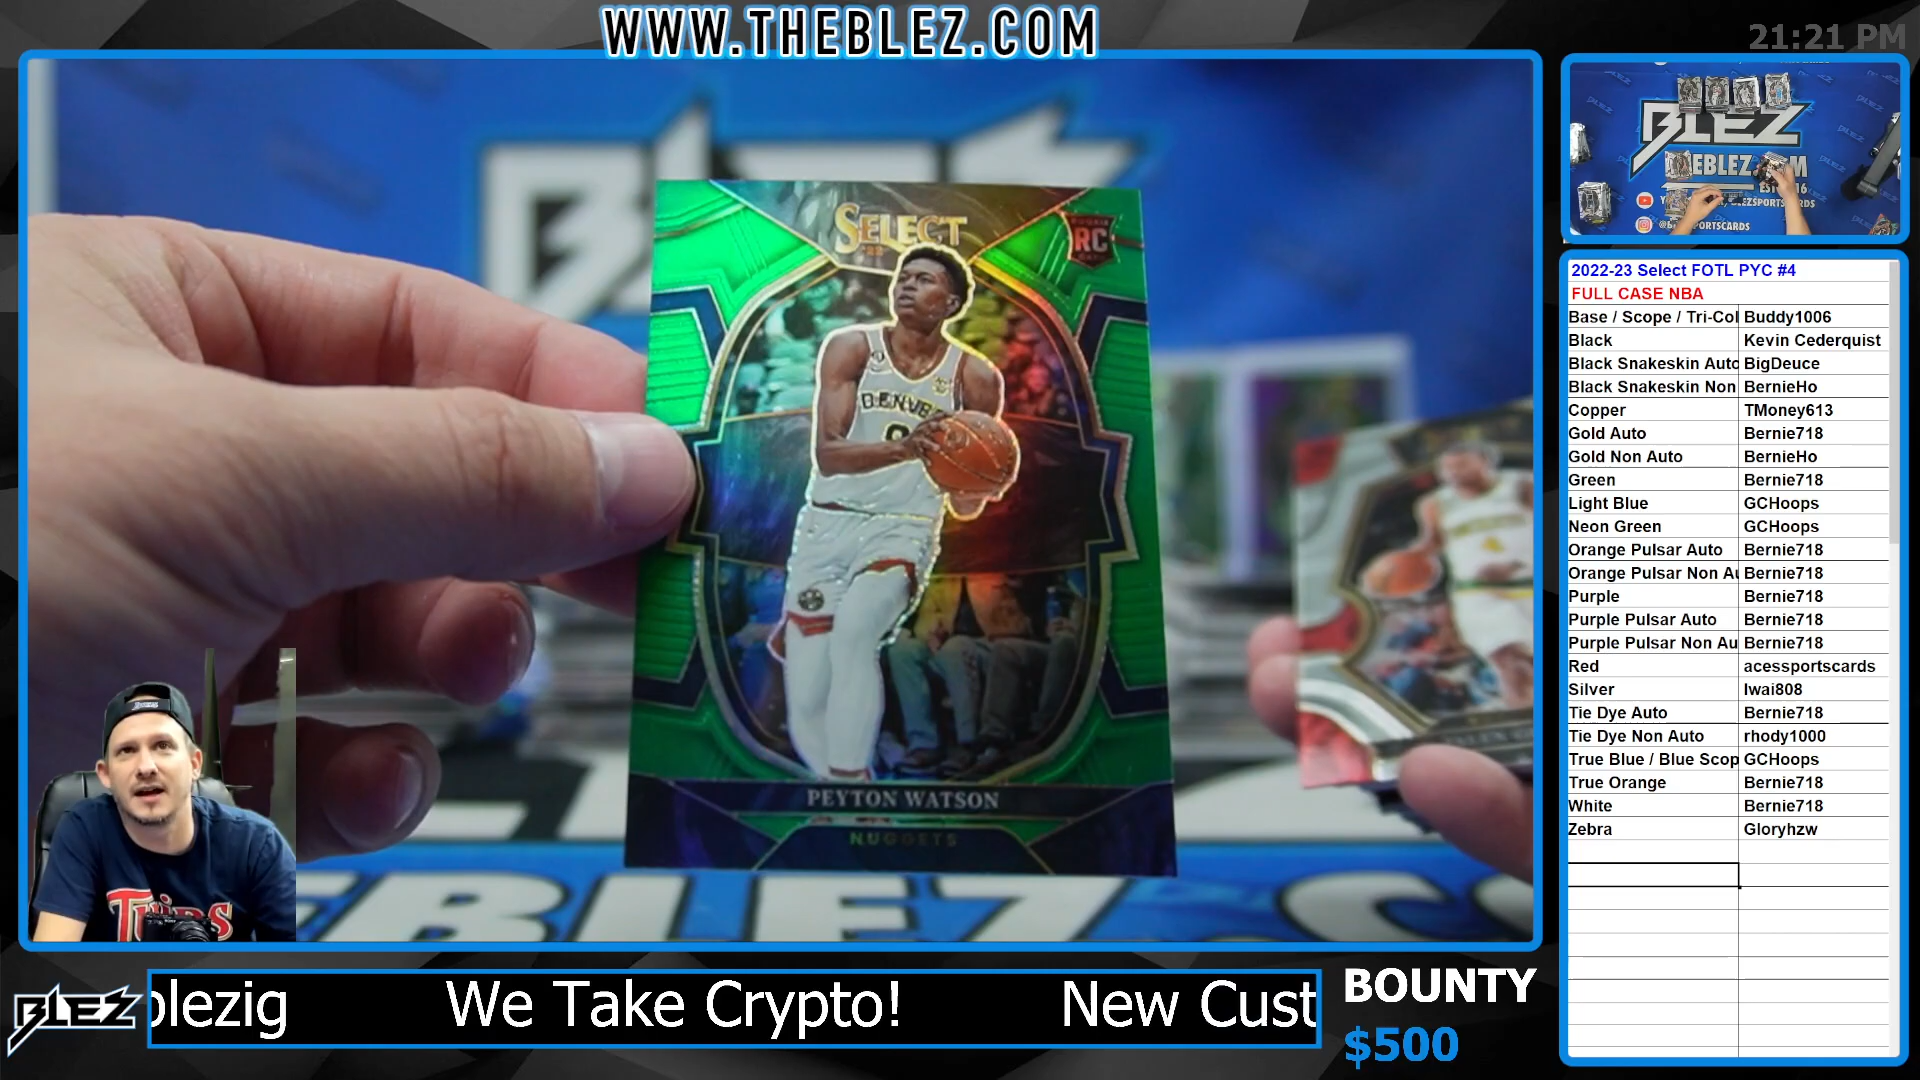 WWW.THEBLEZ.COM
21:21 PM
SELECT
RC
DENVER
PEYTON WATSON
NUGGETS
BLEZ
2022-23 Select FOTL PYC #4
FULL CASE NBA
Base / Scope / Tri-Col Buddy1006
Black Kevin Cederquist
Black Snakeskin Auto BigDeuce
Black Snakeskin Non BernieHo
Copper TMoney613
Gold Auto Bernie718
Gold Non Auto BernieHo
Green Bernie718
Light Blue GCHoops
Neon Green GCHoops
Orange Pulsar Auto Bernie718
Orange Pulsar Non Au Bernie718
Purple Bernie718
Purple Pulsar Auto Bernie718
Purple Pulsar Non Au Bernie718
Red acessportscards
Silver Iwai808
Tie Dye Auto Bernie718
Tie Dye Non Auto rhody1000
True Blue / Blue Scop GCHoops
True Orange Bernie718
White Bernie718
Zebra Gloryhzw
Twins
BLEZ
blezig We Take Crypto! New Cust
BOUNTY
$500